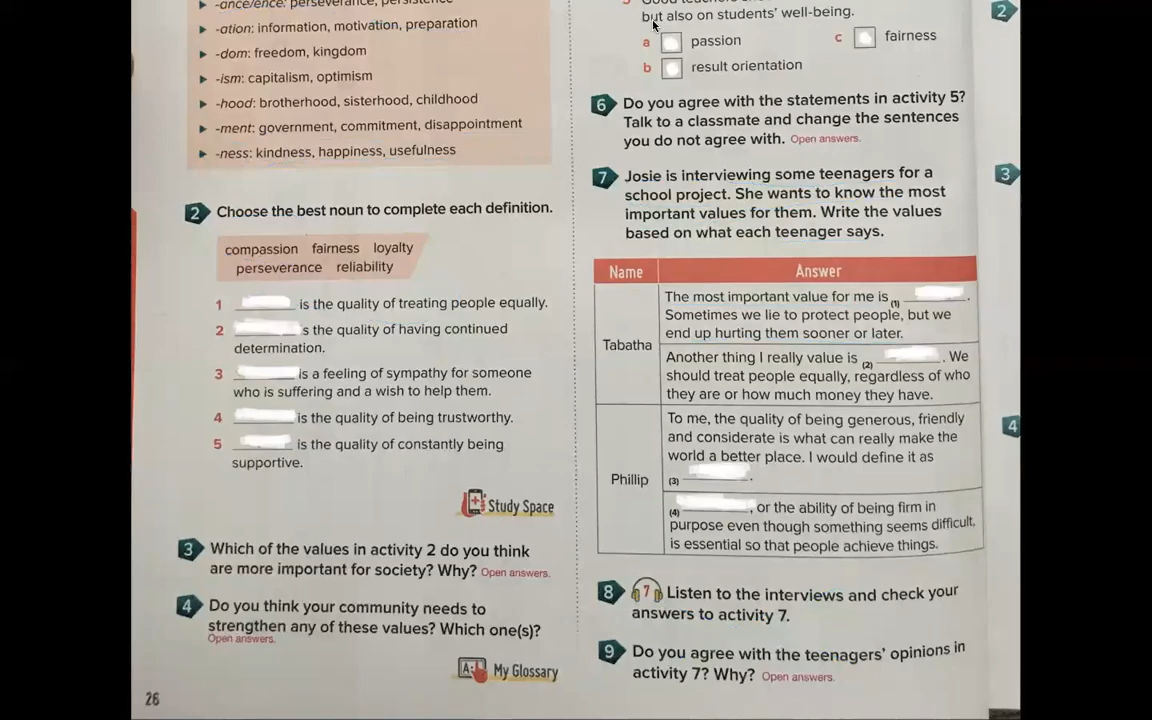 -ance/ence: perseverance, persistence
-ation: information, motivation, preparation
-dom: freedom, kingdom
-ism: capitalism, optimism
-hood: brotherhood, sisterhood, childhood
-ment: government, commitment, disappointment
-ness: kindness, happiness, usefulness
2 Choose the best noun to complete each definition.
compassion fairness loyalty
perseverance reliability
1 ______ is the quality of treating people equally.
2 ______ s the quality of having continued
determination.
3 ______ is a feeling of sympathy for someone
who is suffering and a wish to help them.
4 ______ is the quality of being trustworthy.
5 ______ is the quality of constantly being
supportive.
Study Space
3 Which of the values in activity 2 do you think
are more important for society? Why? Open answers.
4 Do you think your community needs to
strengthen any of these values? Which one(s)?
Open answers.
My Glossary
26
but also on students' well-being.
a passion
c fairness
b result orientation
6 Do you agree with the statements in activity 5?
Talk to a classmate and change the sentences
you do not agree with. Open answers.
7 Josie is interviewing some teenagers for a
school project. She wants to know the most
important values for them. Write the values
based on what each teenager says.
Name Answer
Tabatha
The most important value for me is (1) ______.
Sometimes we lie to protect people, but we
end up hurting them sooner or later.
Another thing I really value is (2) ______. We
should treat people equally, regardless of who
they are or how much money they have.
Phillip
To me, the quality of being generous, friendly
and considerate is what can really make the
world a better place. I would define it as
(3) ______.
(4) ______, or the ability of being firm in
purpose even though something seems difficult,
is essential so that people achieve things.
8 7 Listen to the interviews and check your
answers to activity 7.
9 Do you agree with the teenagers' opinions in
activity 7? Why? Open answers.
2
3
4